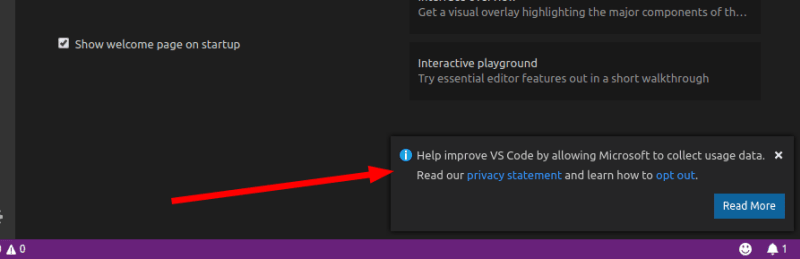 Get a visual overlay highlighting the major components of th...
Show welcome page on startup
Interactive playground
Try essential editor features out in a short walkthrough
Help improve VS Code by allowing Microsoft to collect usage data.
Read our privacy statement and learn how to opt out.
Read More
0
1